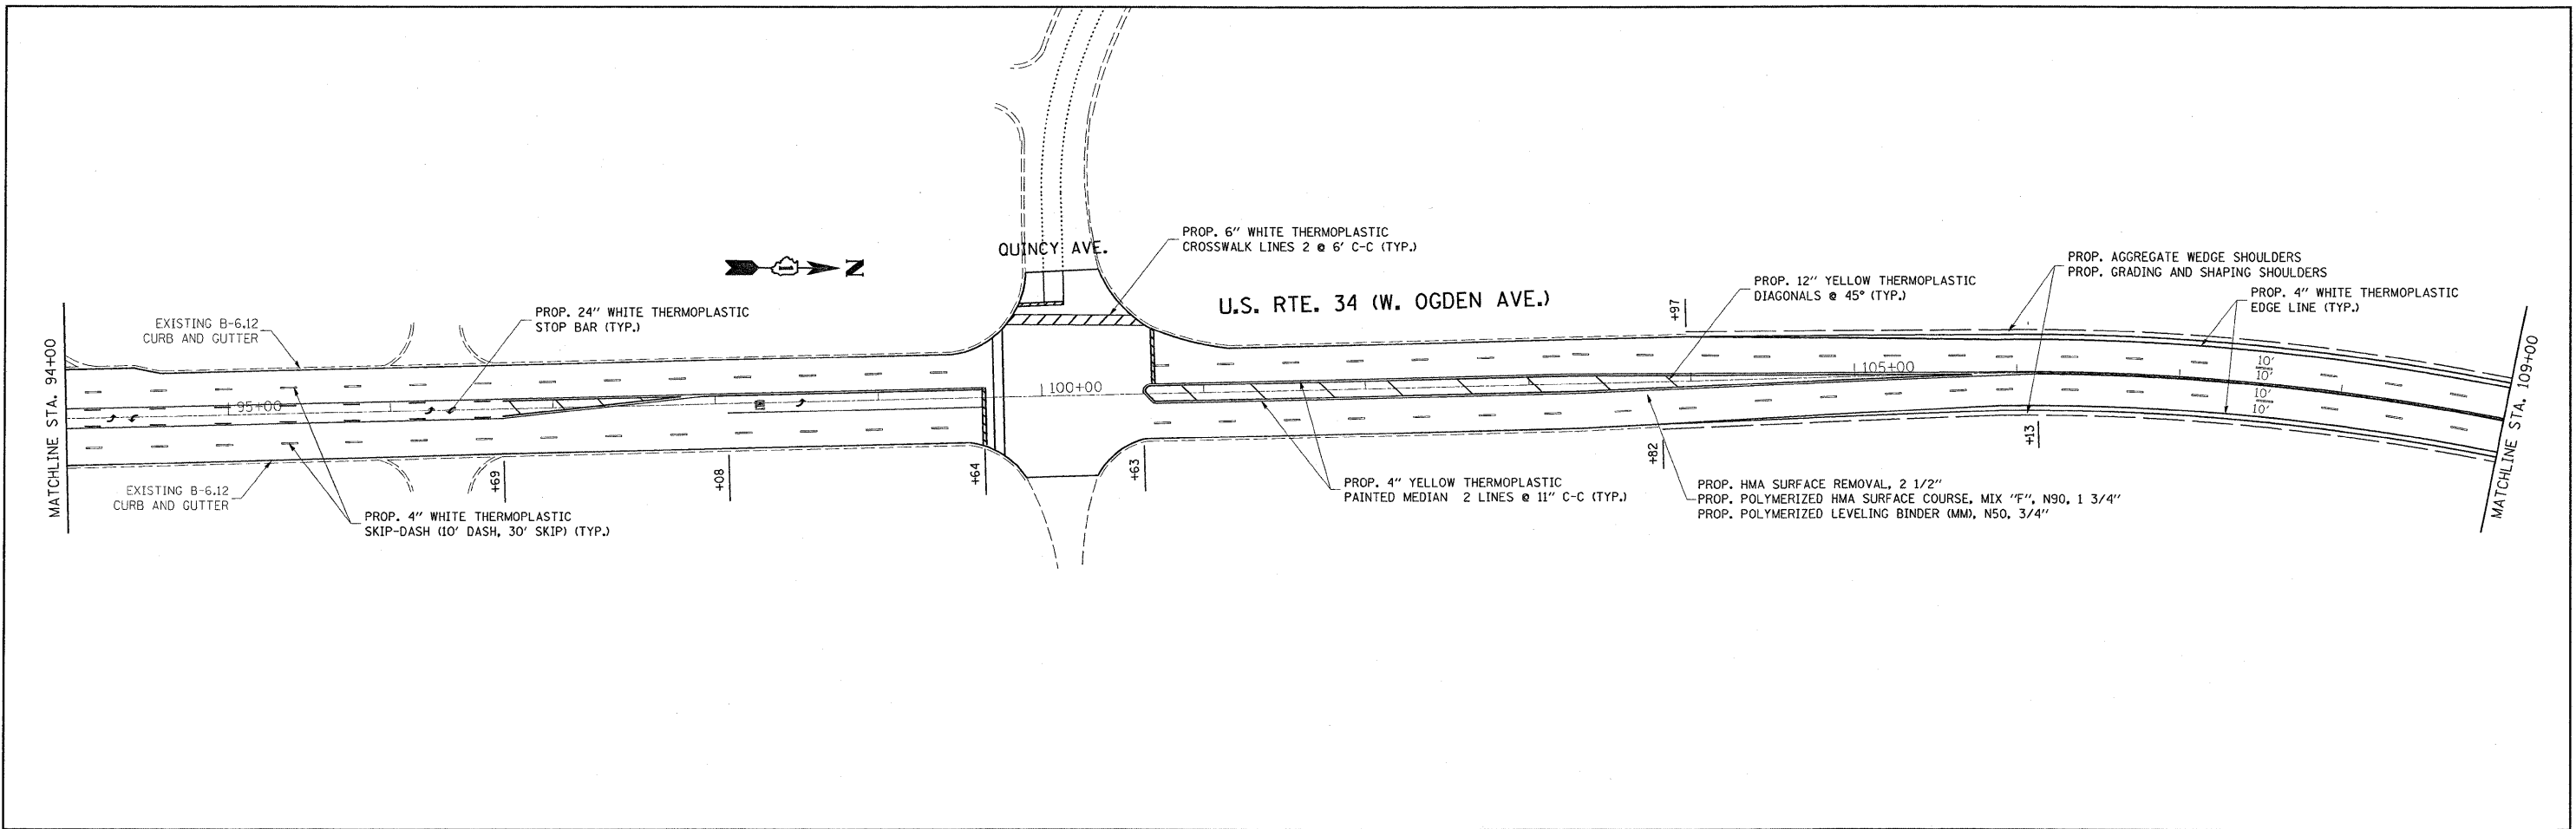 QUINCY AVE.
PROP. 6" WHITE THERMOPLASTIC
CROSSWALK LINES 2 @ 6' C-C (TYP.)
N
U.S. RTE. 34 (W. OGDEN AVE.)
PROP. AGGREGATE WEDGE SHOULDERS
PROP. GRADING AND SHAPING SHOULDERS
PROP. 12" YELLOW THERMOPLASTIC
DIAGONALS @ 45° (TYP.)
PROP. 4" WHITE THERMOPLASTIC
EDGE LINE (TYP.)
PROP. 24" WHITE THERMOPLASTIC
STOP BAR (TYP.)
EXISTING B-6.12
CURB AND GUTTER
MATCHLINE STA. 94+00
+97
95+00
100+00
105+00
10'
10'
10'
10'
MATCHLINE STA. 109+00
+69
+08
+64
+63
+82
+13
EXISTING B-6.12
CURB AND GUTTER
PROP. 4" WHITE THERMOPLASTIC
SKIP-DASH (10' DASH, 30' SKIP) (TYP.)
PROP. 4" YELLOW THERMOPLASTIC
PAINTED MEDIAN 2 LINES @ 11" C-C (TYP.)
PROP. HMA SURFACE REMOVAL, 2 1/2"
PROP. POLYMERIZED HMA SURFACE COURSE, MIX "F", N90, 1 3/4"
PROP. POLYMERIZED LEVELING BINDER (MM), N50, 3/4"